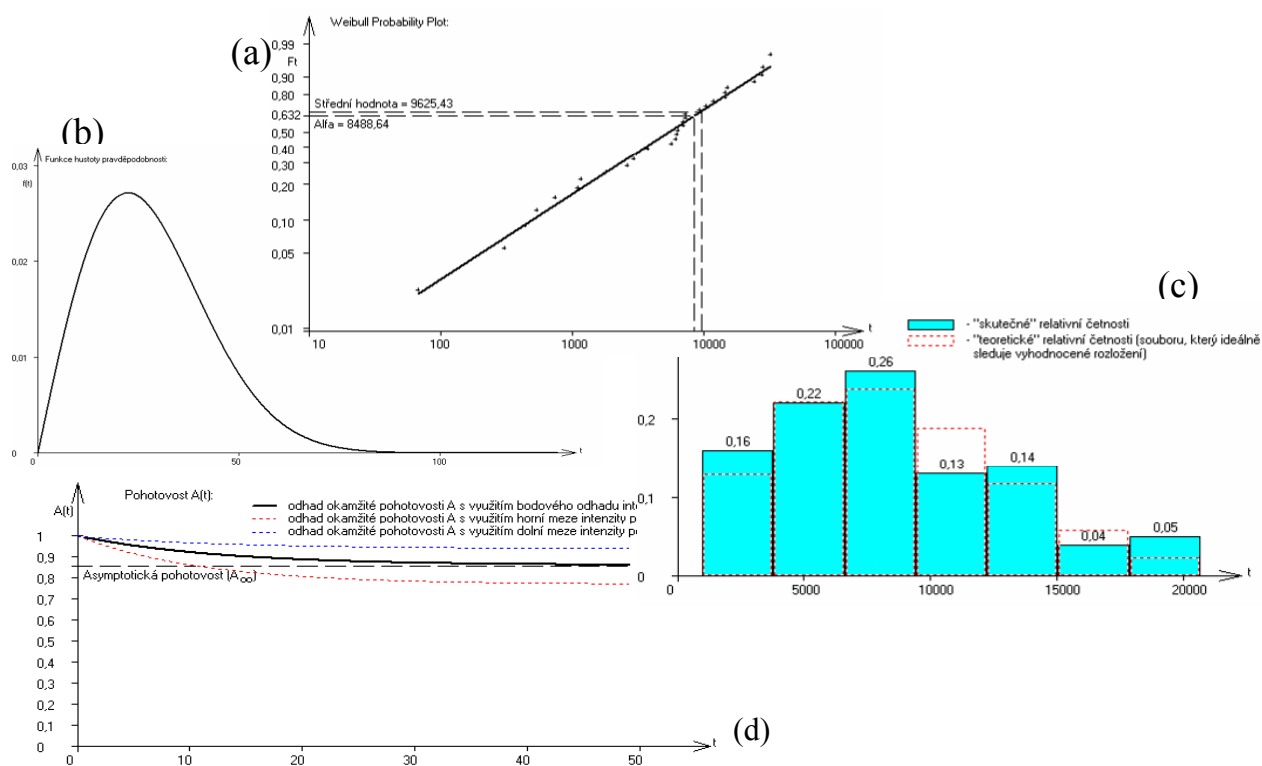 (a)
Weibull Probability Plot:
0,99
Ft
0,90
0,80
Střední hodnota = 9625,43
0,632
Alfa = 8488,64
0,50
0,40
0,30
0,20
0,10
0,05
0,01
10 100 1000 10000 100000
t
(b)
Funkce hustoty pravděpodobnosti:
0,03
f(t)
0,02
0,01
0
0 50 100
t
(c)
- "skutečné" relativní četnosti
- "teoretické" relativní četnosti (souboru, který ideálně
sleduje vyhodnocené rozložení)
0,2
0,1
0
0,16
0,22
0,26
0,13
0,14
0,04
0,05
0 5000 10000 15000 20000
t
Pohotovost A(t):
A(t)
odhad okamžité pohotovosti A s využitím bodového odhadu inte
odhad okamžité pohotovosti A s využitím horní meze intenzity p
odhad okamžité pohotovosti A s využitím dolní meze intenzity po
1
0,9
Asymptotická pohotovost (A∞)
0,8
0,7
0,6
0,5
0,4
0,3
0,2
0,1
0
0 10 20 30 40 50
t
(d)